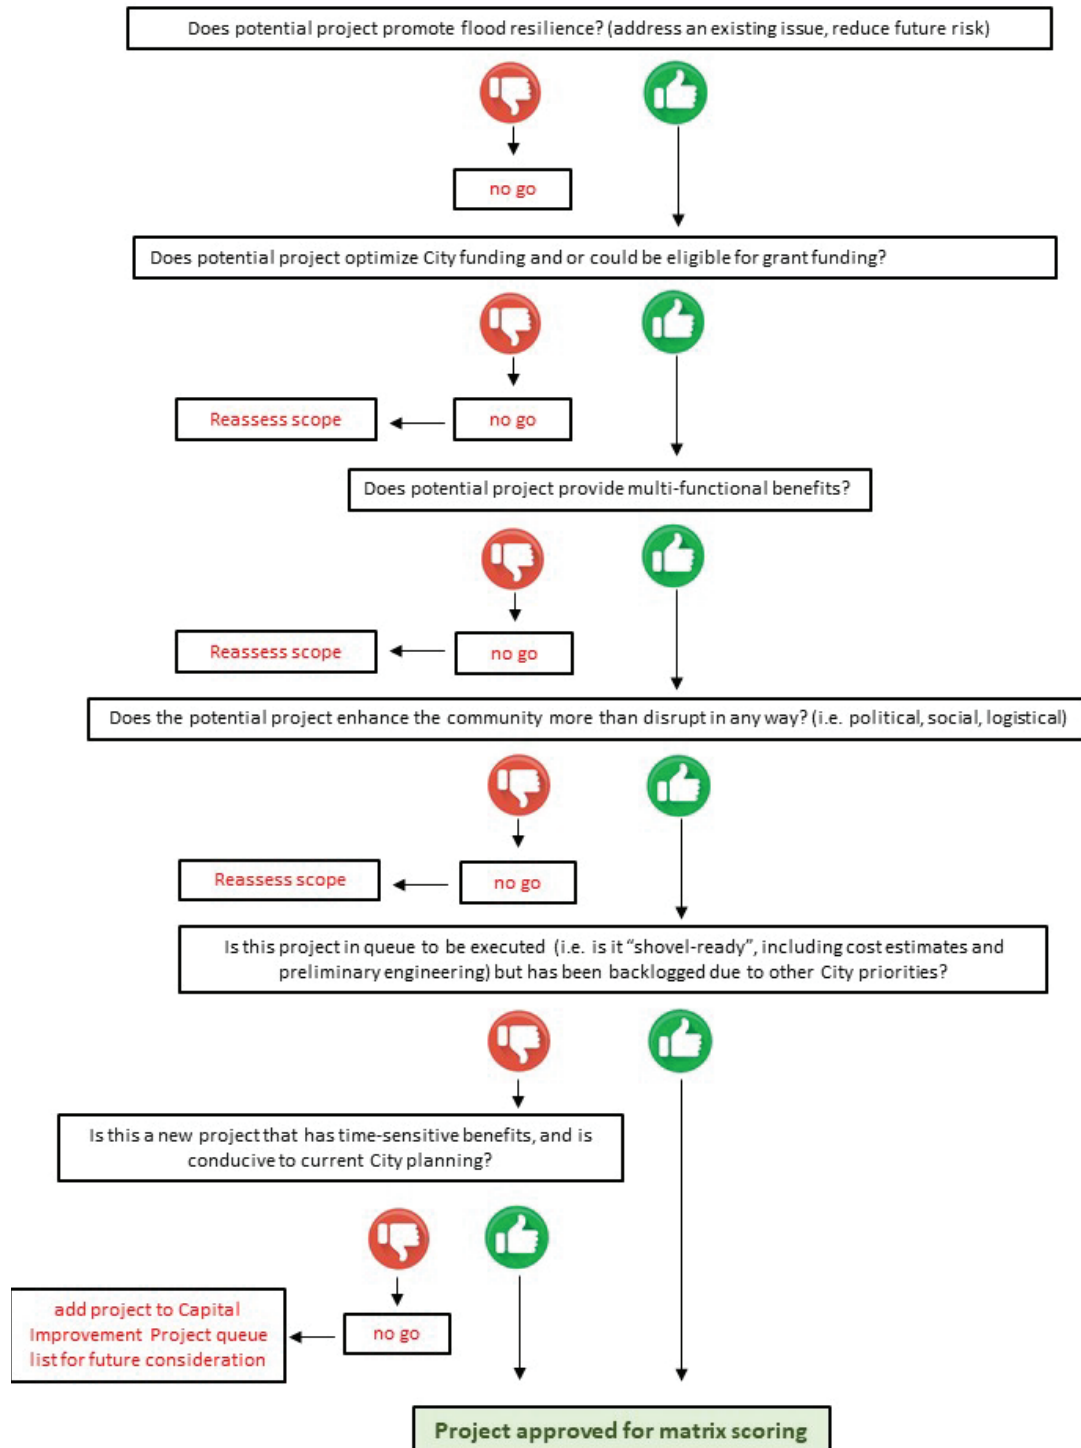 Does potential project promote flood resilience? (address an existing issue, reduce future risk)
no go
Does potential project optimize City funding and or could be eligible for grant funding?
Reassess scope
no go
Does potential project provide multi-functional benefits?
Reassess scope
no go
Does the potential project enhance the community more than disrupt in any way? (i.e. political, social, logistical)
Reassess scope
no go
Is this project in queue to be executed (i.e. is it “shovel-ready”, including cost estimates and
preliminary engineering) but has been backlogged due to other City priorities?
Is this a new project that has time-sensitive benefits, and is
conducive to current City planning?
add project to Capital
Improvement Project queue
list for future consideration
no go
Project approved for matrix scoring